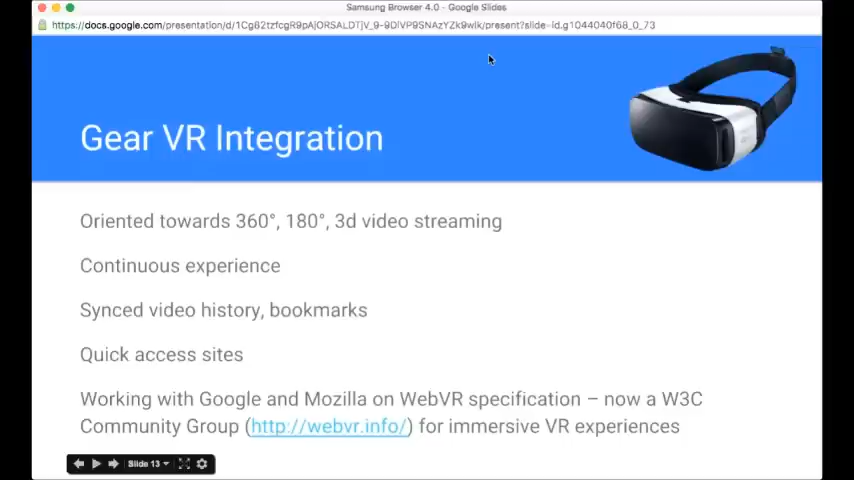 Samsung Browser 4.0 - Google Slides
Gear VR Integration
Oriented towards 360°, 180°, 3d video streaming
Continuous experience
Synced video history, bookmarks
Quick access sites
Working with Google and Mozilla on WebVR specification – now a W3C
Community Group (http://webvr.info/) for immersive VR experiences
Slide 13